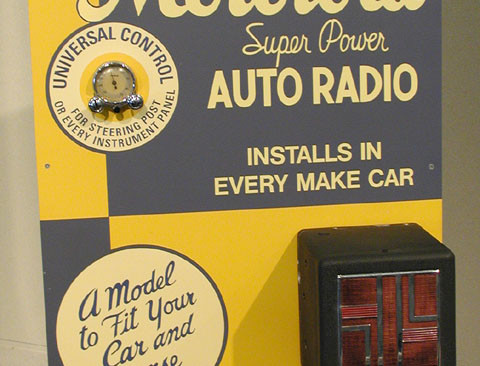 Motorola
Super Power
AUTO RADIO
UNIVERSAL CONTROL
FOR STEERING POST
OR EVERY INSTRUMENT PANEL
INSTALLS IN
EVERY MAKE CAR
A Model
to Fit Your
Car and